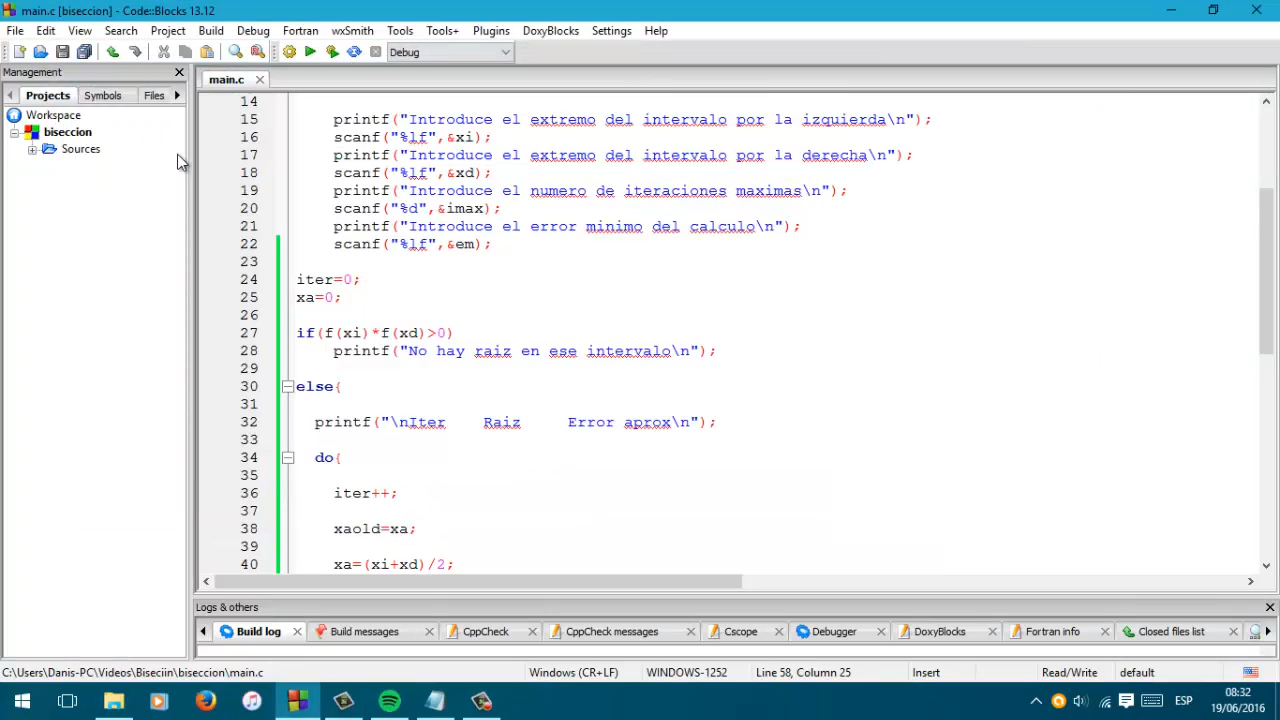 main.c [biseccion] - Code::Blocks 13.12
File Edit View Search Project Build Debug Fortran wxSmith Tools Tools+ Plugins DoxyBlocks Settings Help
Debug
Management
Projects Symbols Files
Workspace
biseccion
Sources
main.c
14
15 printf("Introduce el extremo del intervalo por la izquierda\n");
16 scanf("%lf",&xi);
17 printf("Introduce el extremo del intervalo por la derecha\n");
18 scanf("%lf",&xd);
19 printf("Introduce el numero de iteraciones maximas\n");
20 scanf("%d",&imax);
21 printf("Introduce el error minimo del calculo\n");
22 scanf("%lf",&em);
23
24 iter=0;
25 xa=0;
26
27 if(f(xi)*f(xd)>0)
28 printf("No hay raiz en ese intervalo\n");
29
30 else{
31
32 printf("\nIter    Raiz     Error aprox\n");
33
34 do{
35
36 iter++;
37
38 xaold=xa;
39
40 xa=(xi+xd)/2;
Logs & others
Build log Build messages CppCheck CppCheck messages Cscope Debugger DoxyBlocks Fortran info Closed files list
C:\Users\Danis-PC\Videos\Biseciin\biseccion\main.c Windows (CR+LF) WINDOWS-1252 Line 58, Column 25 Insert Read/Write default
ESP
08:32
19/06/2016